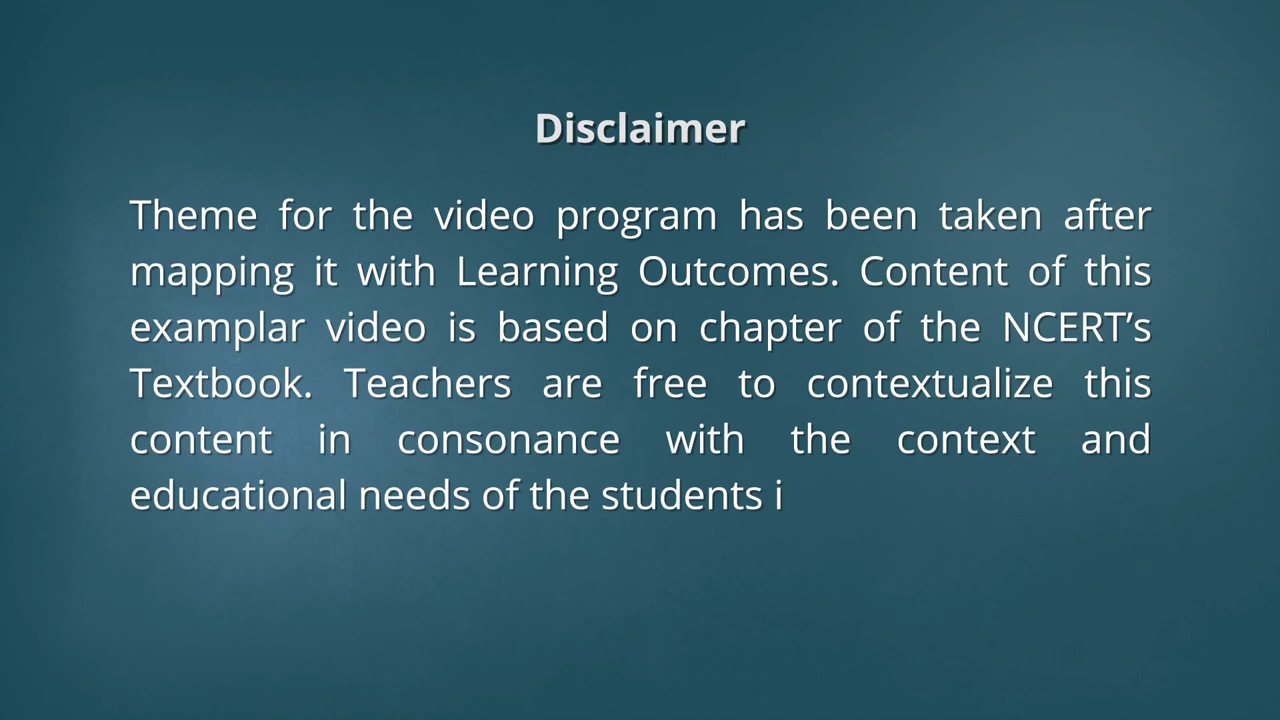 Disclaimer
Theme for the video program has been taken after
mapping it with Learning Outcomes. Content of this
examplar video is based on chapter of the NCERT’s
Textbook. Teachers are free to contextualize this
content in consonance with the context and
educational needs of the students i